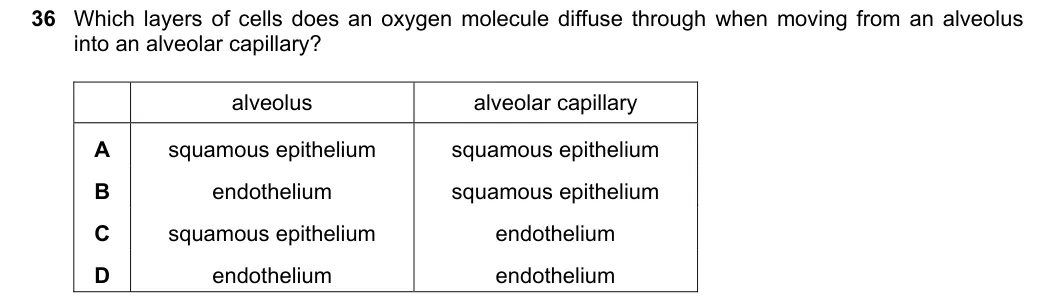 36 Which layers of cells does an oxygen molecule diffuse through when moving from an alveolus
into an alveolar capillary?
alveolus alveolar capillary
A squamous epithelium squamous epithelium
B endothelium squamous epithelium
C squamous epithelium endothelium
D endothelium endothelium